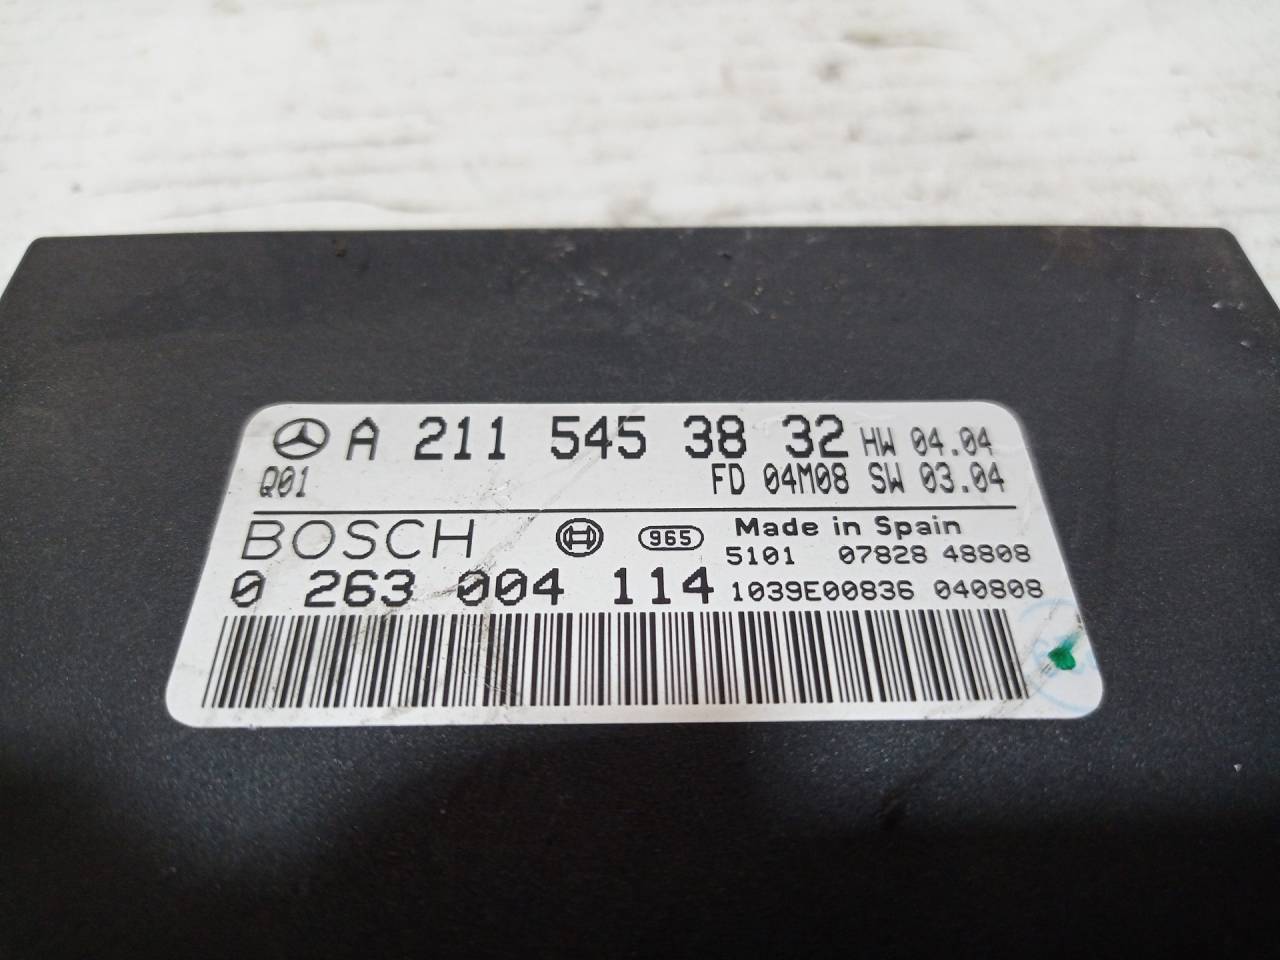 A 211 545 38 32 HW 04.04
Q01 FD 04M08 SW 03.04
BOSCH 965 Made in Spain
5101 07828 48808
0 263 004 114 1039E00836 040808